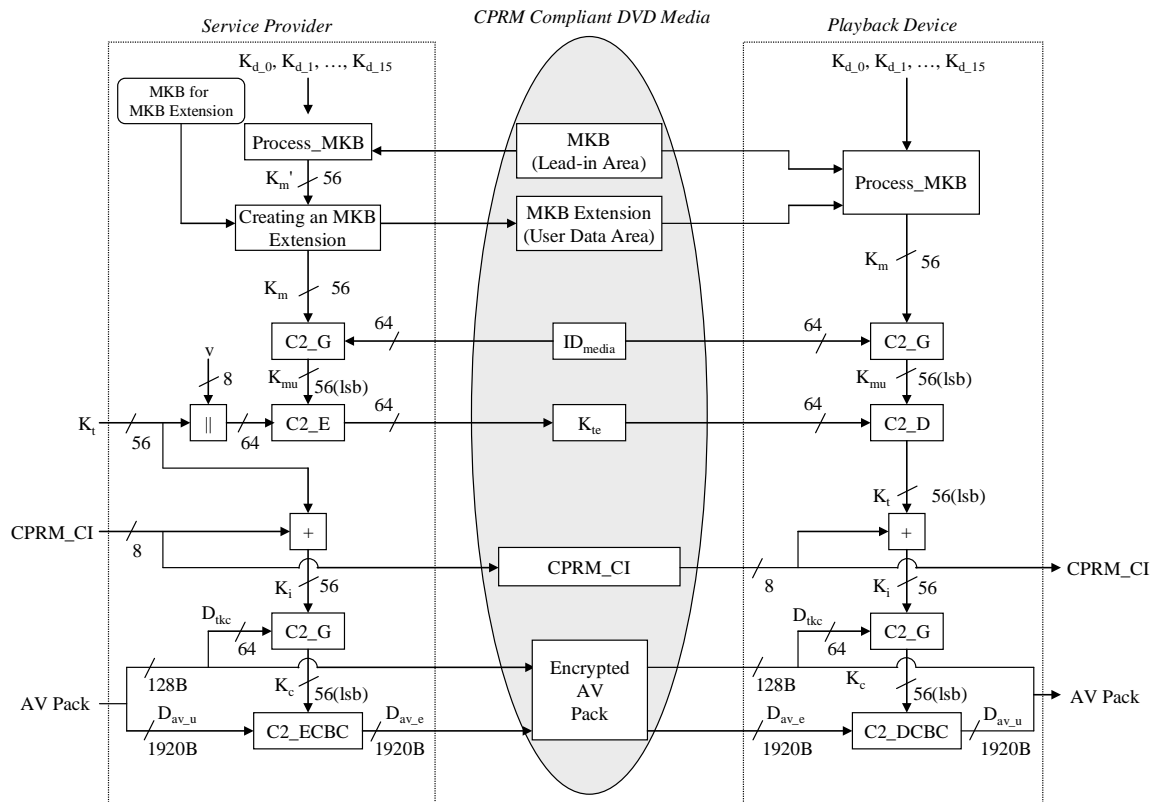 CPRM Compliant DVD Media
Service Provider
Playback Device
K_d_0, K_d_1, …, K_d_15
MKB for
MKB Extension
Process_MKB
K_m' 56
Creating an MKB
Extension
K_m 56
C2_G
64
v
8
K_mu 56(lsb)
K_t
56
||
64
C2_E
64
+
CPRM_CI
8
K_i 56
D_tkc
64
C2_G
128B
K_c 56(lsb)
AV Pack
D_av_u
1920B
C2_ECBC
D_av_e
1920B
MKB
(Lead-in Area)
MKB Extension
(User Data Area)
ID_media
K_te
CPRM_CI
Encrypted
AV
Pack
K_d_0, K_d_1, …, K_d_15
Process_MKB
K_m 56
64
C2_G
K_mu 56(lsb)
64
C2_D
K_t 56(lsb)
+
8
CPRM_CI
K_i 56
D_tkc
64
C2_G
128B
K_c 56(lsb)
AV Pack
D_av_e
1920B
C2_DCBC
D_av_u
1920B